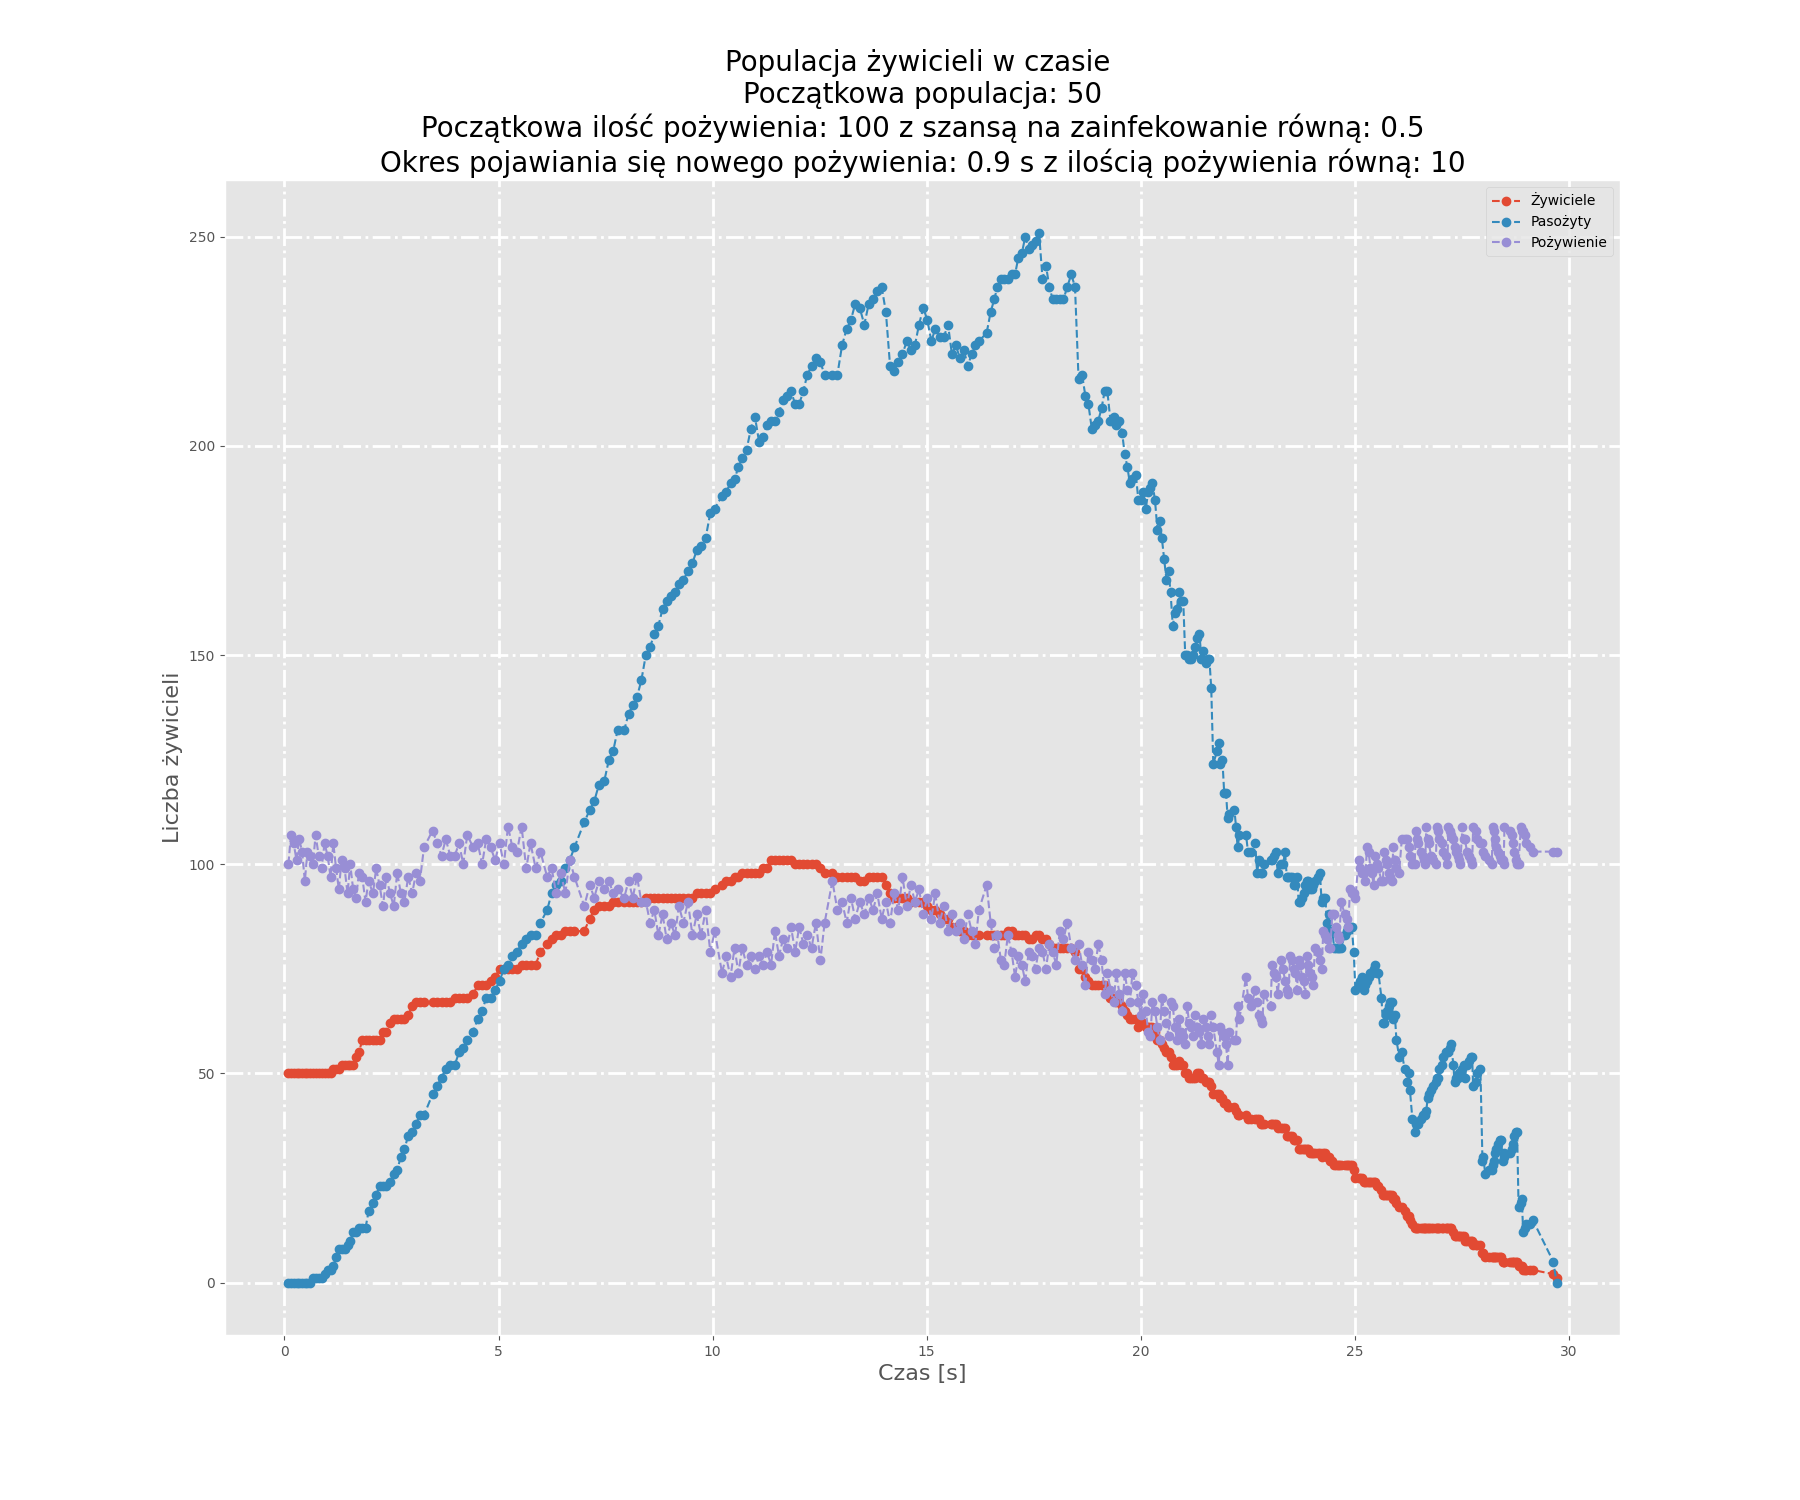 Populacja żywicieli w czasie
Początkowa populacja: 50
Początkowa ilość pożywienia: 100 z szansą na zainfekowanie równą: 0.5
Okres pojawiania się nowego pożywienia: 0.9 s z ilością pożywienia równą: 10
Żywiciele
Pasożyty
Pożywienie
250
200
150
100
50
0
Liczba żywicieli
0 5 10 15 20 25 30
Czas [s]